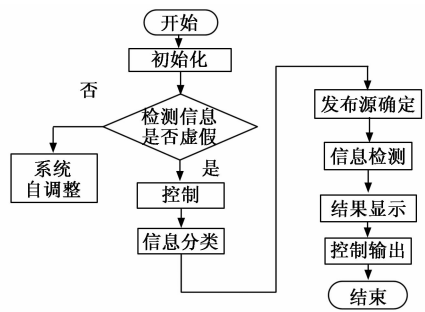 开始
初始化
否
检测信息
是否虚假
系统
自调整
是
控制
信息分类
发布源确定
信息检测
结果显示
控制输出
结束